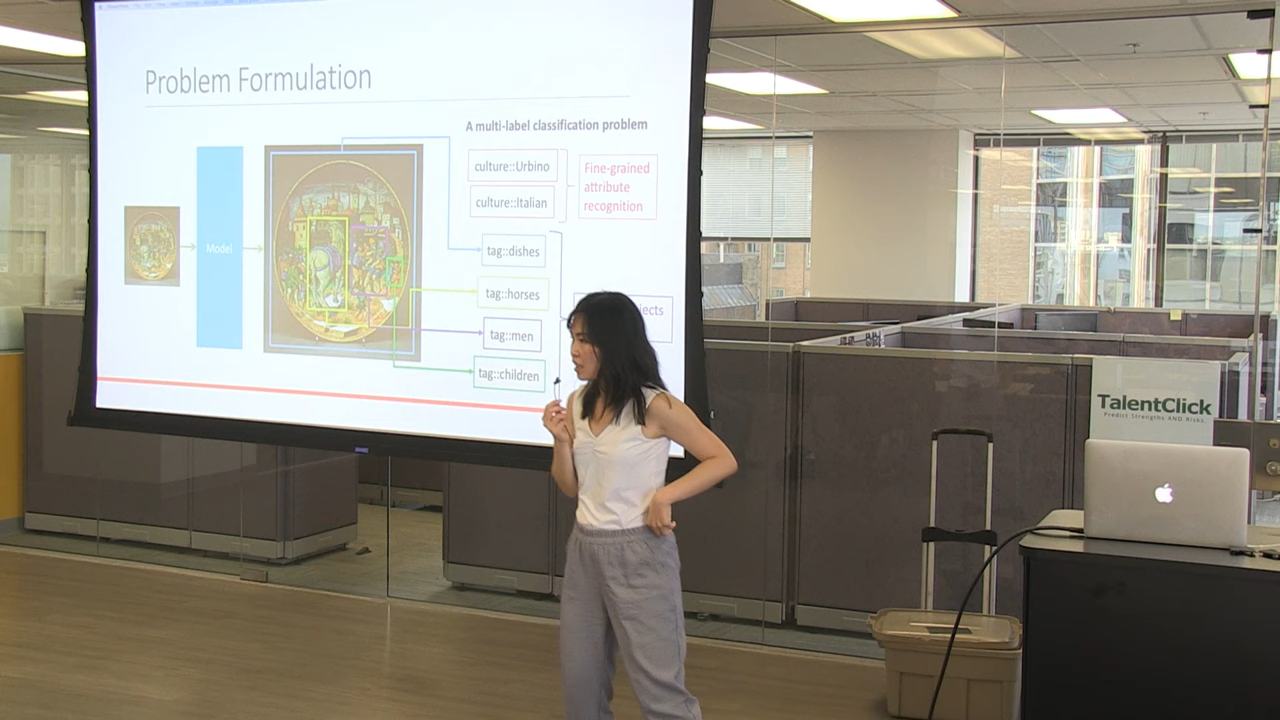 Problem Formulation
A multi-label classification problem
culture::Urbino
culture::Italian
Fine-grained
attribute
recognition
Model
tag::dishes
tag::horses
tag::men
tag::children
TalentClick
Predict Strengths AND Risks.